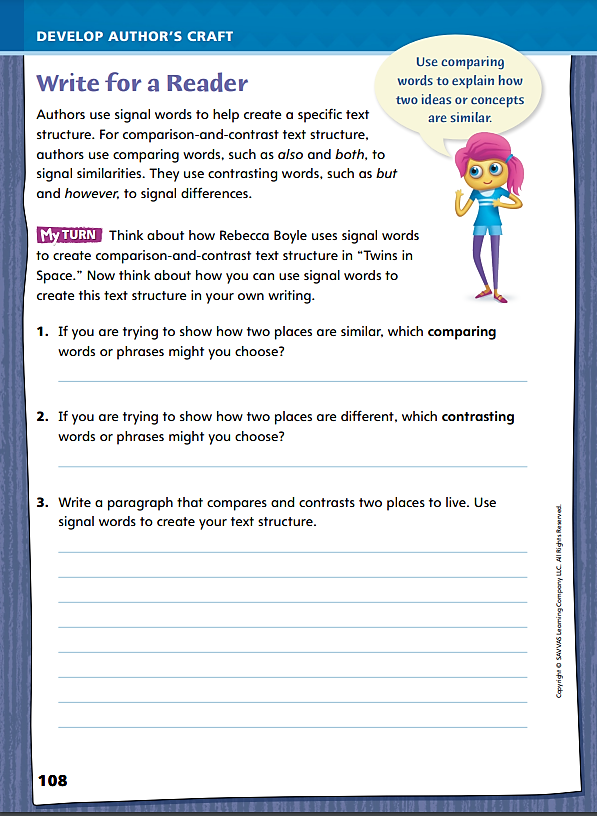 DEVELOP AUTHOR'S CRAFT
Write for a Reader
Use comparing
words to explain how
two ideas or concepts
are similar.
Authors use signal words to help create a specific text
structure. For comparison-and-contrast text structure,
authors use comparing words, such as also and both, to
signal similarities. They use contrasting words, such as but
and however, to signal differences.
My TURN Think about how Rebecca Boyle uses signal words
to create comparison-and-contrast text structure in “Twins in
Space.” Now think about how you can use signal words to
create this text structure in your own writing.
1. If you are trying to show how two places are similar, which comparing
words or phrases might you choose?
2. If you are trying to show how two places are different, which contrasting
words or phrases might you choose?
3. Write a paragraph that compares and contrasts two places to live. Use
signal words to create your text structure.
Copyright © SAVVAS Learning Company LLC. All Rights Reserved.
108